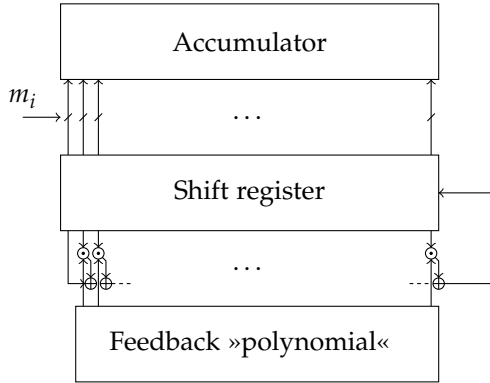 Accumulator
m_i
...
Shift register
...
Feedback »polynomial«